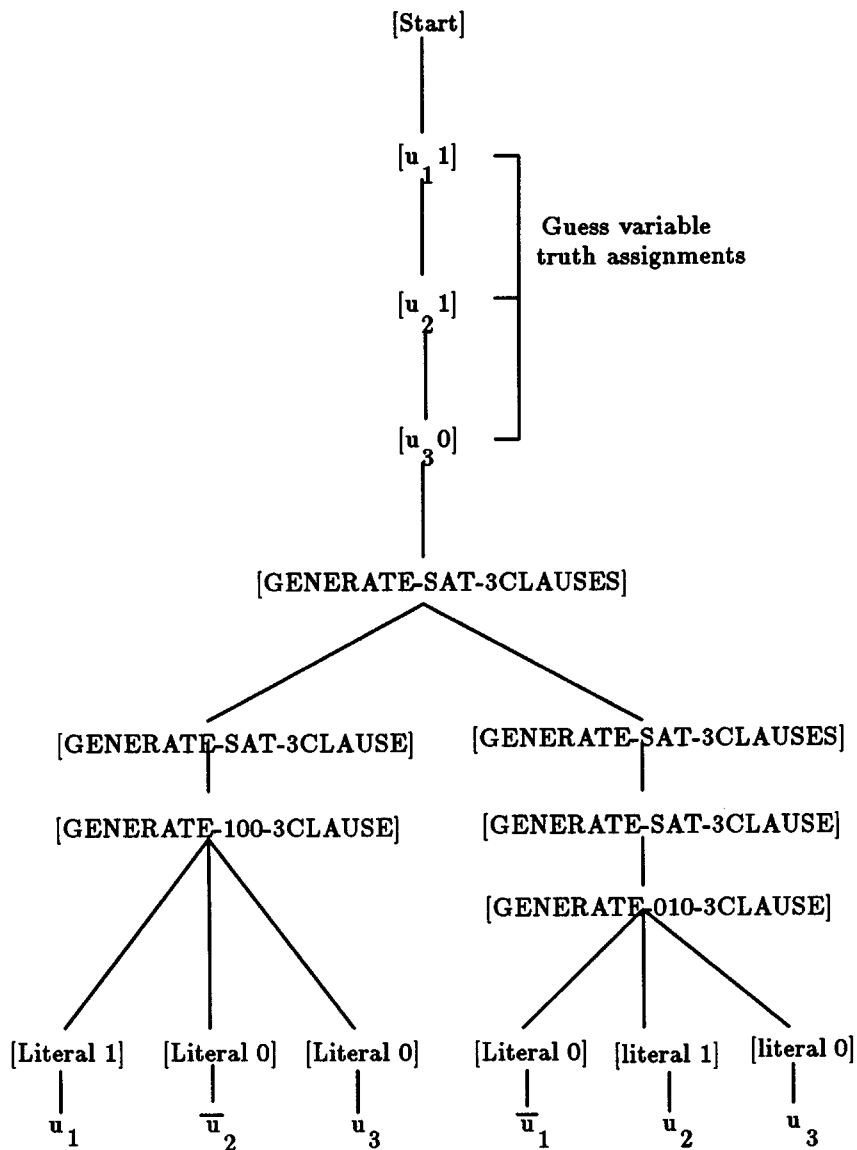 [Start]
[u₁ 1]
Guess variable
truth assignments
[u₂ 1]
[u₃ 0]
[GENERATE-SAT-3CLAUSES]
[GENERATE-SAT-3CLAUSE] [GENERATE-SAT-3CLAUSES]
[GENERATE-100-3CLAUSE] [GENERATE-SAT-3CLAUSE]
[GENERATE-010-3CLAUSE]
[Literal 1] [Literal 0] [Literal 0] [Literal 0] [literal 1] [literal 0]
u₁ u̅₂ u₃ u̅₁ u₂ u₃